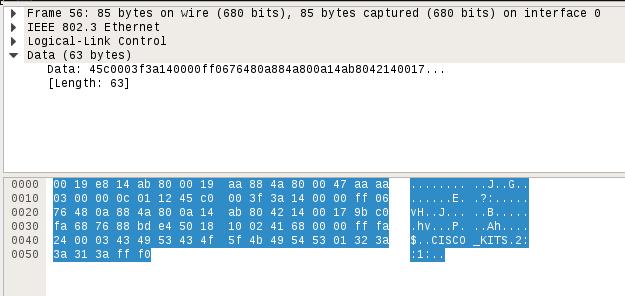 Frame 56: 85 bytes on wire (680 bits), 85 bytes captured (680 bits) on interface 0
IEEE 802.3 Ethernet
Logical-Link Control
Data (63 bytes)
Data: 45c0003f3a140000ff0676480a884a800a14ab8042140017...
[Length: 63]
0000 00 19 e8 14 ab 80 00 19 aa 88 4a 80 00 47 aa aa ........ ..J..G..
0010 03 00 00 0c 01 12 45 c0 00 3f 3a 14 00 00 ff 06 ......E. .?:.....
0020 76 48 0a 88 4a 80 0a 14 ab 80 42 14 00 17 9b c0 vH..J... ..B.....
0030 fa 68 76 88 bd e4 50 18 10 02 41 68 00 00 ff fa .hv...P. ..Ah....
0040 24 00 03 43 49 53 43 4f 5f 4b 49 54 53 01 32 3a $..CISCO _KITS.2:
0050 3a 31 3a ff f0 :1:..